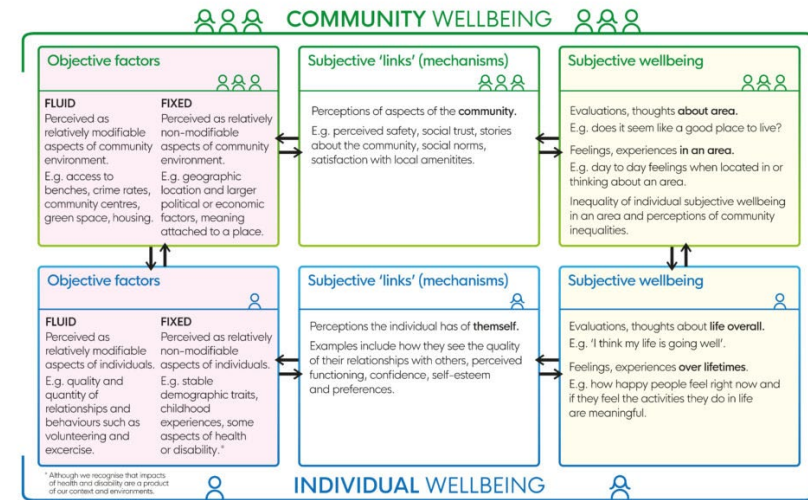 COMMUNITY WELLBEING
Objective factors
FLUID
Perceived as
relatively modifiable
aspects of community
environment.
E.g. access to
benches, crime rates,
community centres,
green space, housing.
FIXED
Perceived as relatively
non-modifiable
aspects of community
environment.
E.g. geographic
location and larger
political or economic
factors, meaning
attached to a place.
Subjective 'links' (mechanisms)
Perceptions of aspects of the community.
E.g. perceived safety, social trust, stories
about the community, social norms,
satisfaction with local amenitites.
Subjective wellbeing
Evaluations, thoughts about area.
E.g. does it seem like a good place to live?
Feelings, experiences in an area.
E.g. day to day feelings when located in or
thinking about an area.
Inequality of individual subjective wellbeing
in an area and perceptions of community
inequalities.
Objective factors
FLUID
Perceived as
relatively modifiable
aspects of individuals.
E.g. quality and
quantity of
relationships and
behaviours such as
volunteering and
excercise.
FIXED
Perceived as relatively
non-modifiable
aspects of individuals.
E.g. stable
demographic traits,
childhood
experiences, some
aspects of health
or disability.*
Subjective 'links' (mechanisms)
Perceptions the individual has of themself.
Examples include how they see the quality
of their relationships with others, perceived
functioning, confidence, self-esteem
and preferences.
Subjective wellbeing
Evaluations, thoughts about life overall.
E.g. 'I think my life is going well'.
Feelings, experiences over lifetimes.
E.g. how happy people feel right now and
if they feel the activities they do in life
are meaningful.
* Although we recognise that impacts
of health and disability are a product
of our context and environments.
INDIVIDUAL WELLBEING